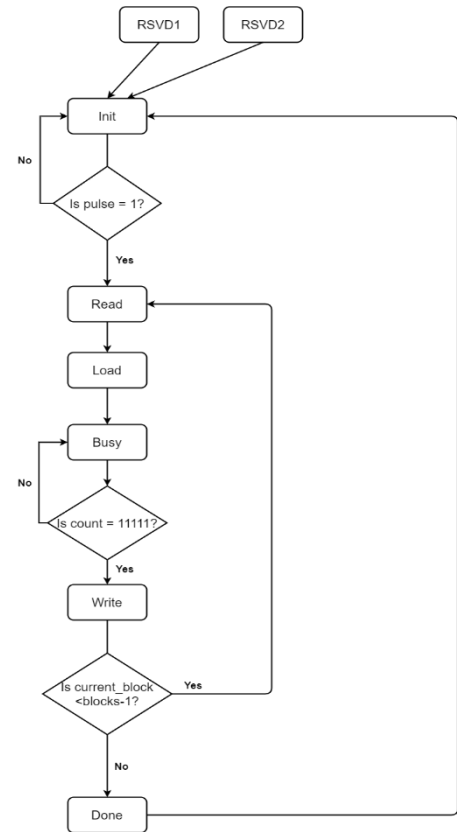 RSVD1
RSVD2
Init
No
Is pulse = 1?
Yes
Read
Load
Busy
No
Is count = 11111?
Yes
Write
Is current_block
<blocks-1?
Yes
No
Done